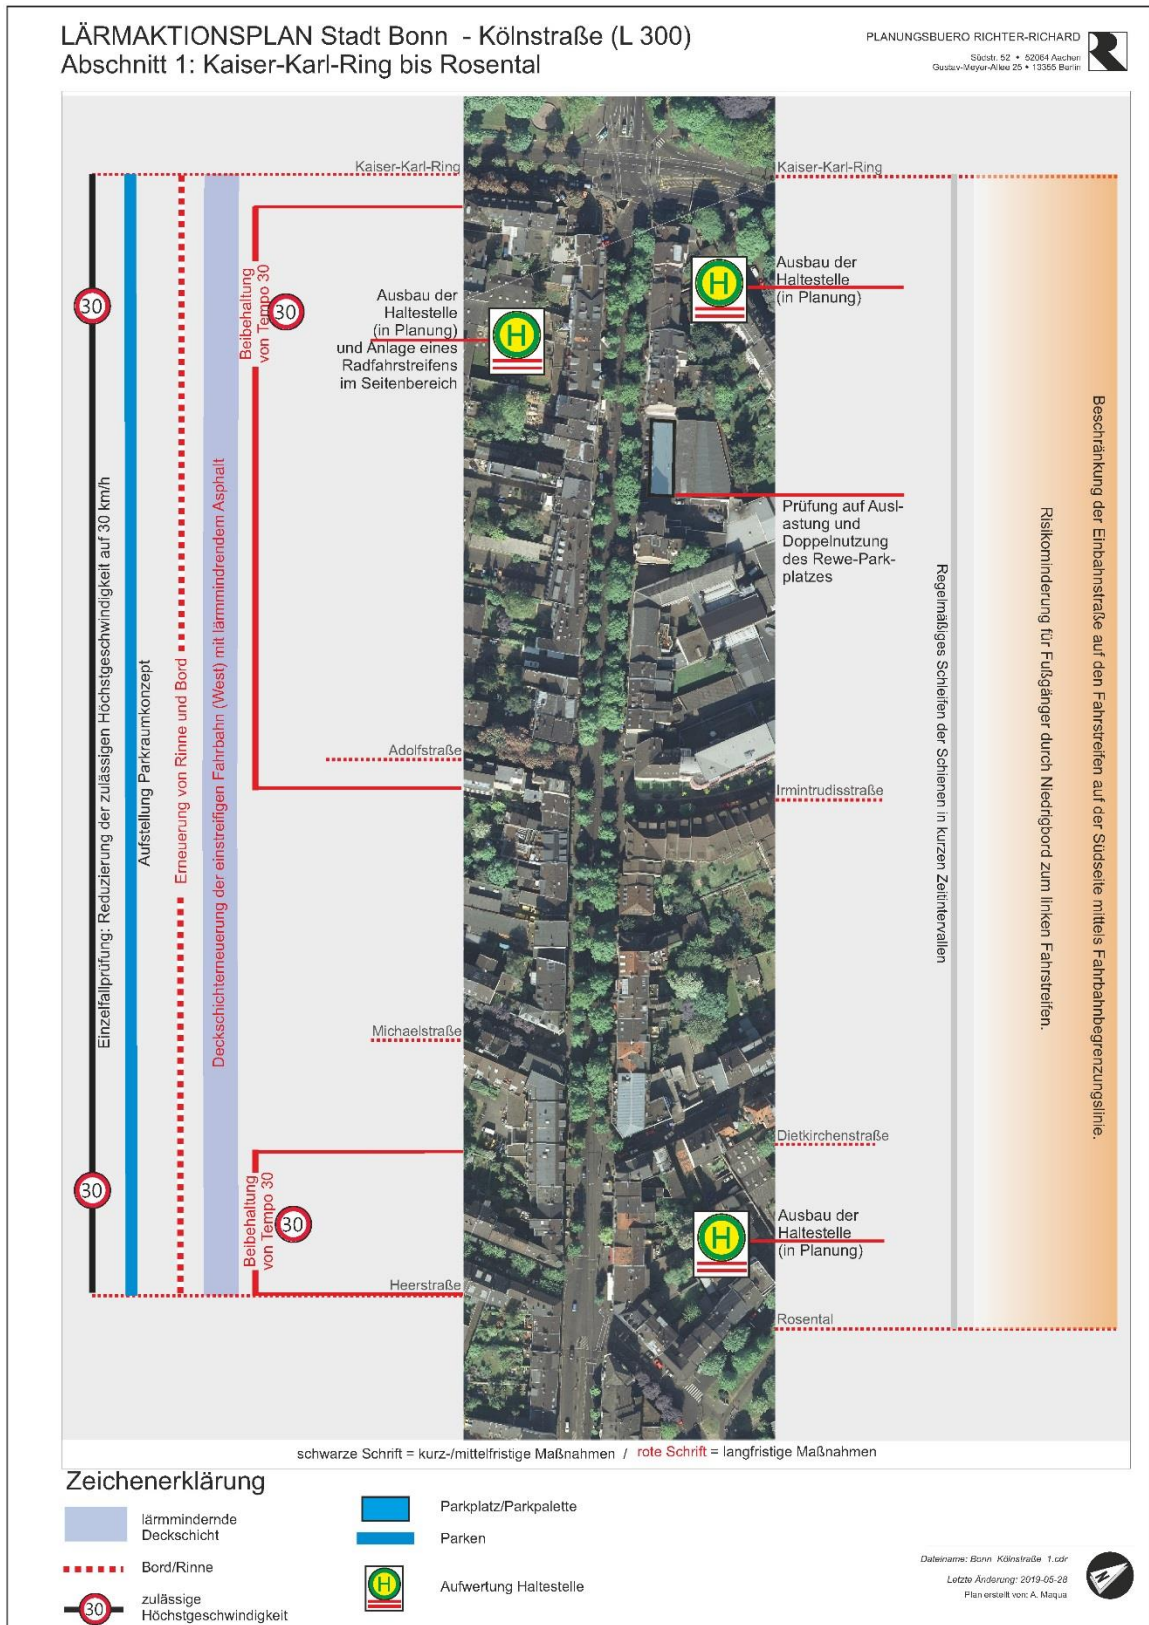 LÄRMAKTIONSPLAN Stadt Bonn - Kölnstraße (L 300)
Abschnitt 1: Kaiser-Karl-Ring bis Rosental
PLANUNGSBUERO RICHTER-RICHARD
Südstr. 52 • 52064 Aachen
Gustav-Meyer-Allee 25 • 13355 Berlin
Kaiser-Karl-Ring
Kaiser-Karl-Ring
30
Einzelfallprüfung: Reduzierung der zulässigen Höchstgeschwindigkeit auf 30 km/h
30
Aufstellung Parkraumkonzept
Erneuerung von Rinne und Bord
Deckschichterneuerung der einstreifigen Fahrbahn (West) mit lärmmindrendem Asphalt
Beibehaltung
von Tempo 30
30
Ausbau der
Haltestelle
(in Planung)
und Anlage eines
Radfahrstreifens
im Seitenbereich
H
H
Ausbau der
Haltestelle
(in Planung)
Prüfung auf Ausl-
astung und
Doppelnutzung
des Rewe-Park-
platzes
Adolfstraße
Irmintrudisstraße
Michaelstraße
Dietkirchenstraße
Beibehaltung
von Tempo 30
30
H
Ausbau der
Haltestelle
(in Planung)
Heerstraße
Rosental
Regelmäßiges Schleifen der Schienen in kurzen Zeitintervallen
Risikominderung für Fußgänger durch Niedrigbord zum linken Fahrstreifen.
Beschränkung der Einbahnstraße auf den Fahrstreifen auf der Südseite mittels Fahrbahnbegrenzungslinie.
schwarze Schrift = kurz-/mittelfristige Maßnahmen / rote Schrift = langfristige Maßnahmen
Zeichenerklärung
lärmmindernde
Deckschicht
Bord/Rinne
30
zulässige
Höchstgeschwindigkeit
Parkplatz/Parkpalette
Parken
H
Aufwertung Haltestelle
Dateiname: Bonn Kölnstraße 1.cdr
Letzte Änderung: 2019-05-28
Plan erstellt von: A. Maqua
N